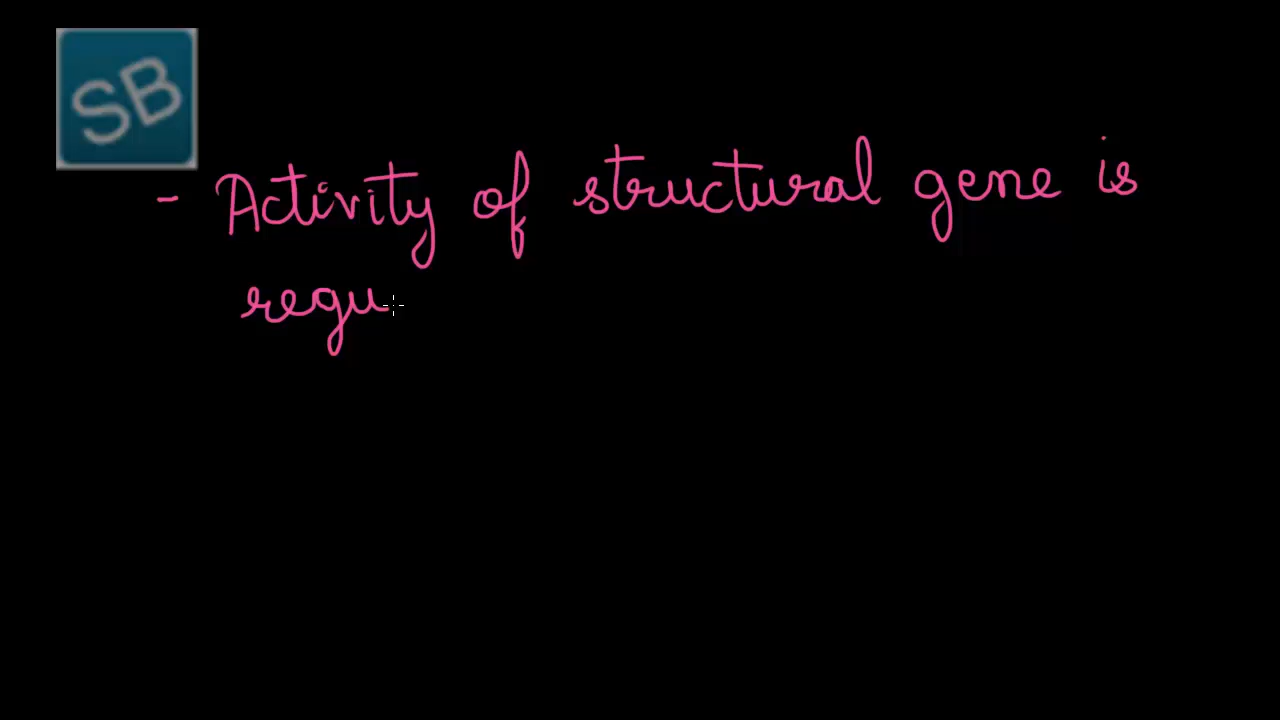 SB
- Activity of structural gene is
regu